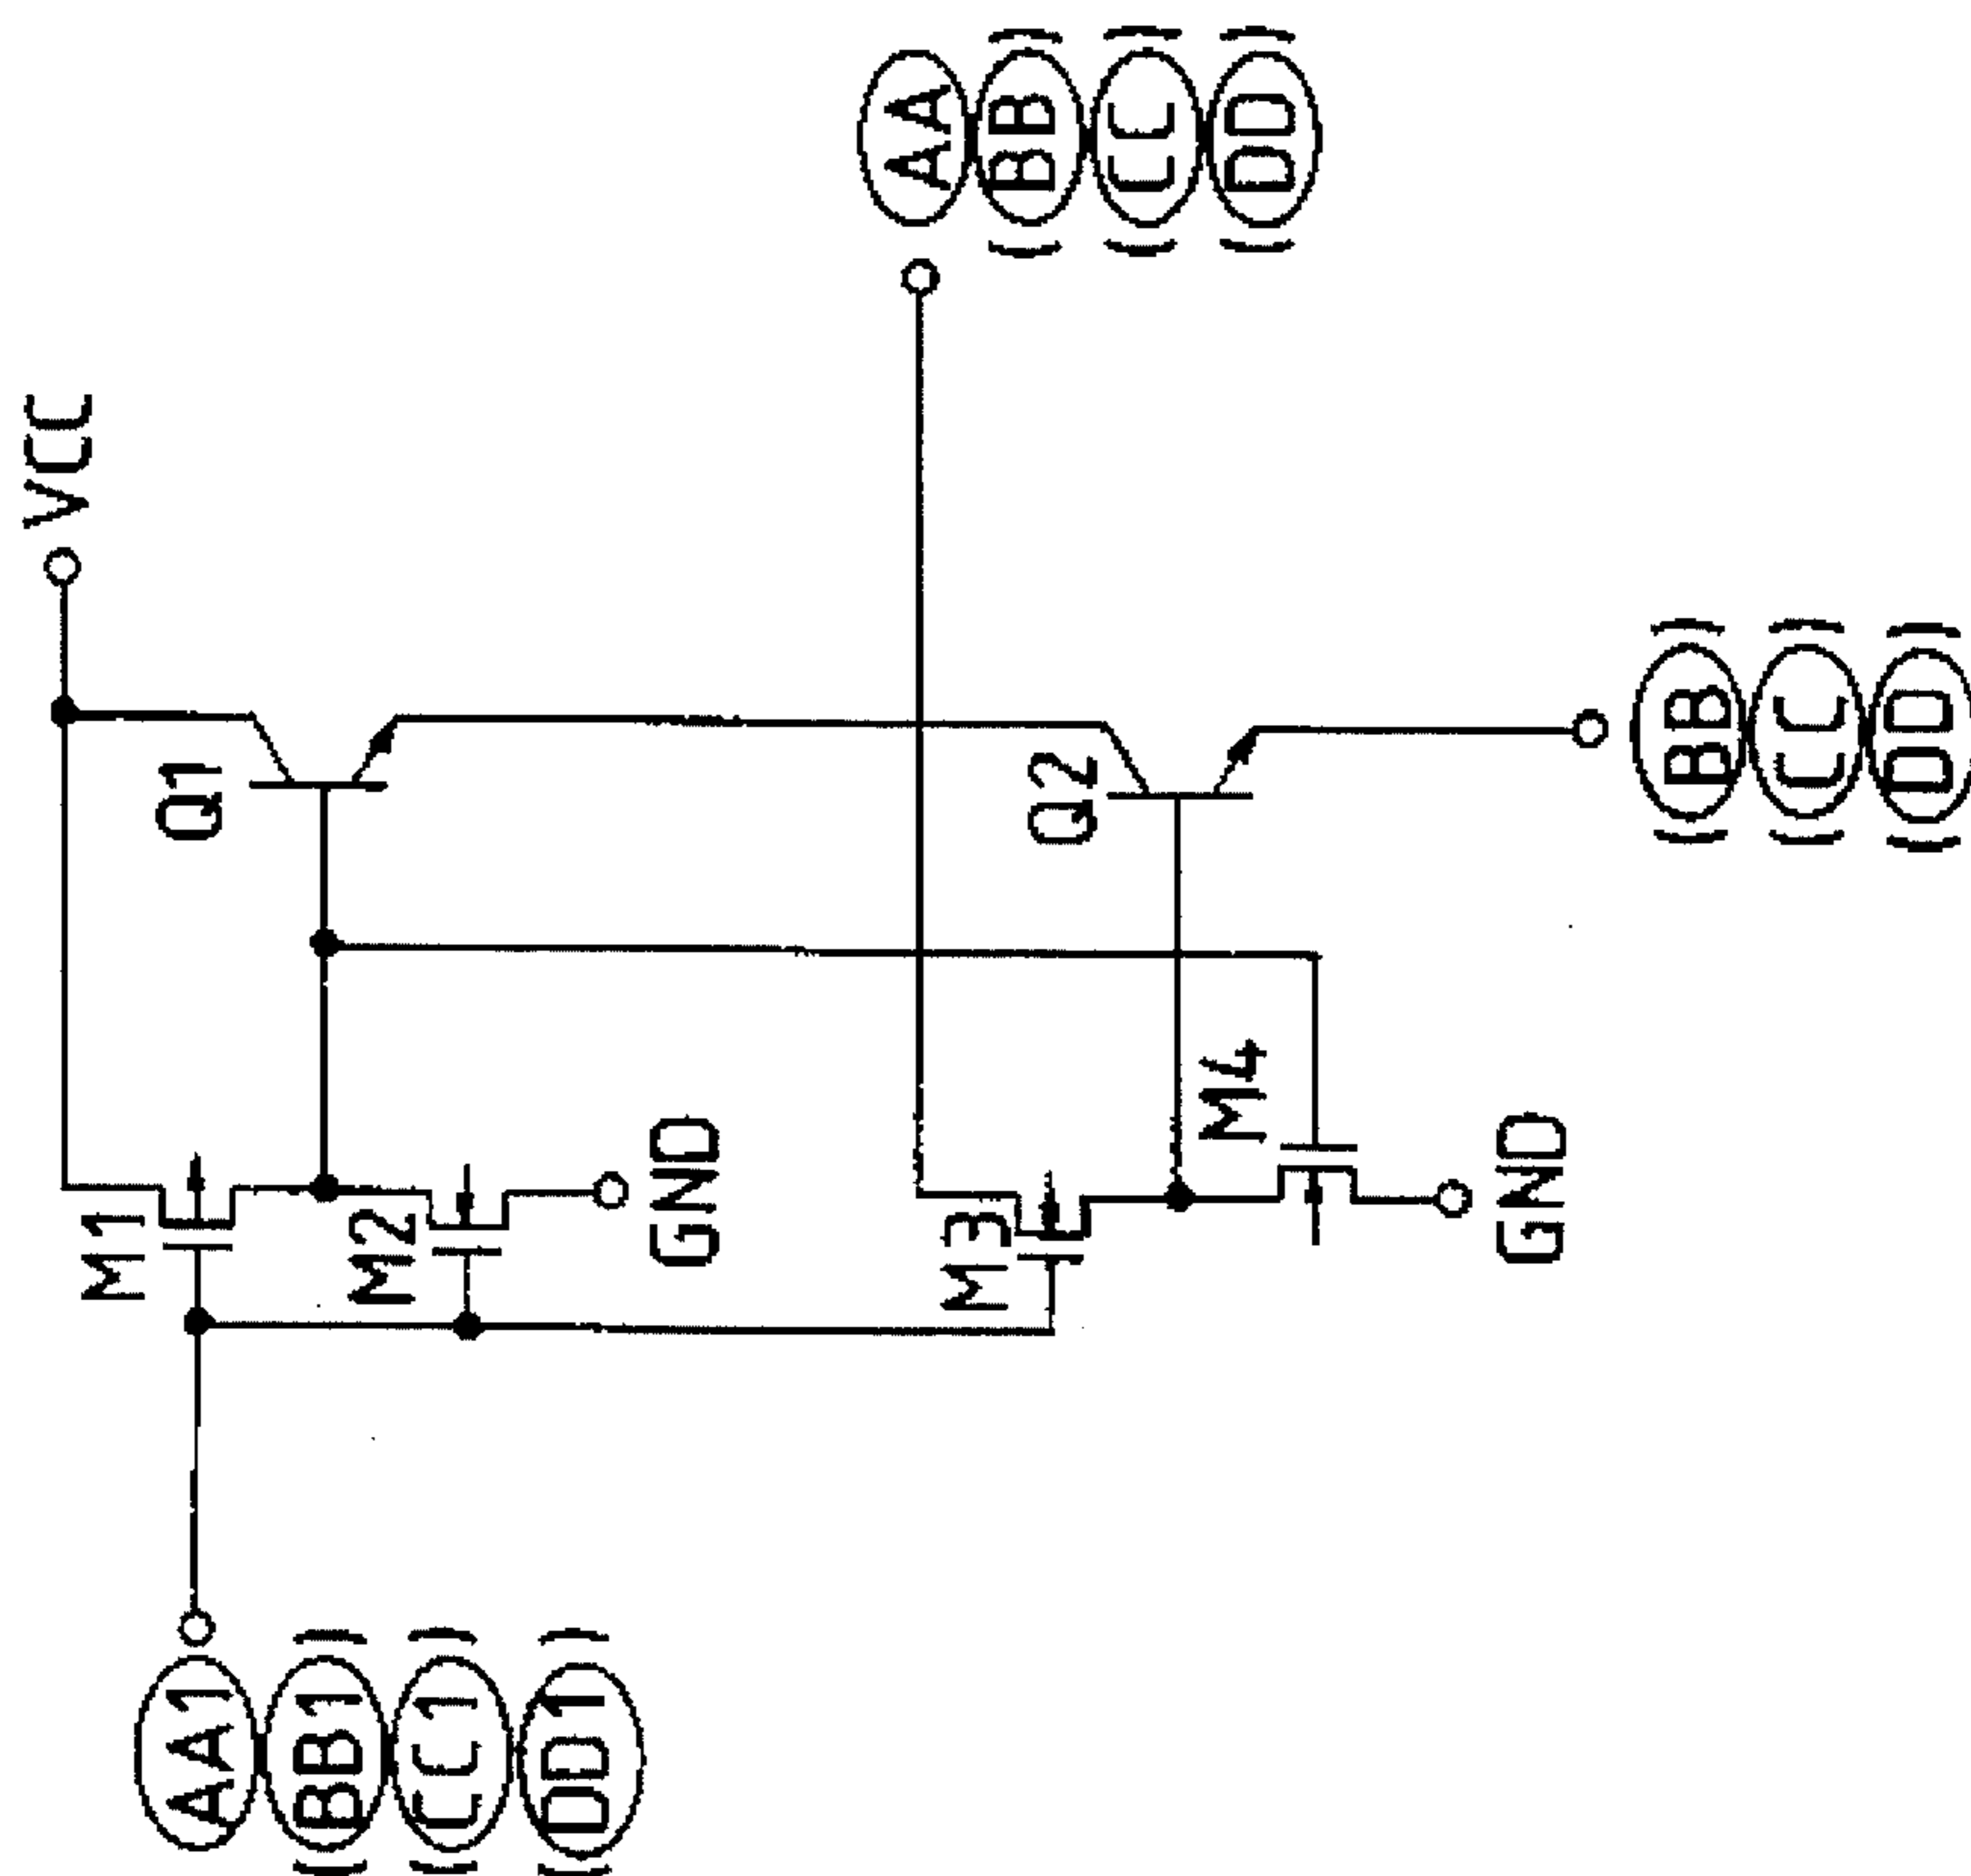 VCC
M1
Q1
AA1
(BB1)
(CC1)
(DD1)
M2
GND
AA
(BB)
(CC)
(DD)
M3
Q2
M4
GND
(BB)
(CC)
(DD)